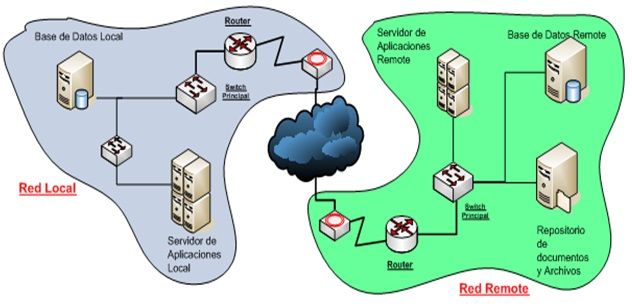 Base de Datos Local
Router
Switch
Principal
Red Local
Servidor de
Aplicaciones
Local
Servidor de
Aplicaciones
Remote
Base de Datos Remote
Switch
Principal
Router
Repositorio
de
documentos
y Archivos
Red Remote